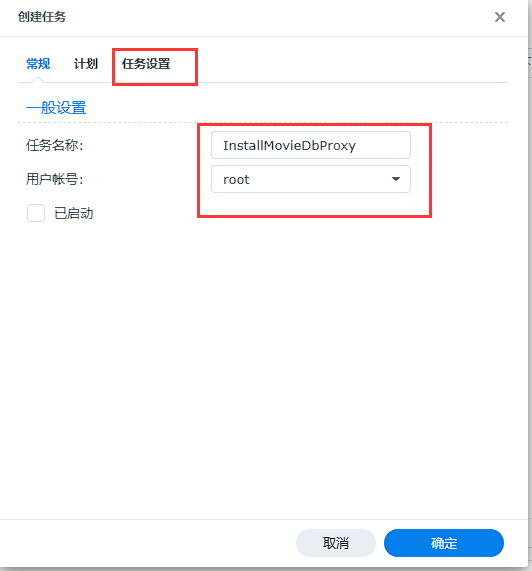 创建任务
常规 计划 任务设置
一般设置
任务名称: InstallMovieDbProxy
用户帐号: root
已启动
取消 确定